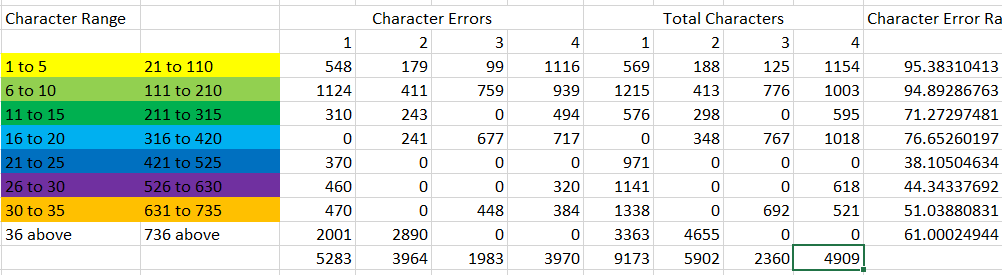 Character Range Character Errors Total Characters Character Error Ra
1 2 3 4 1 2 3 4
1 to 5 21 to 110 548 179 99 1116 569 188 125 1154 95.38310413
6 to 10 111 to 210 1124 411 759 939 1215 413 776 1003 94.89286763
11 to 15 211 to 315 310 243 0 494 576 298 0 595 71.27297481
16 to 20 316 to 420 0 241 677 717 0 348 767 1018 76.65260197
21 to 25 421 to 525 370 0 0 0 971 0 0 0 38.10504634
26 to 30 526 to 630 460 0 0 320 1141 0 0 618 44.34337692
30 to 35 631 to 735 470 0 448 384 1338 0 692 521 51.03880831
36 above 736 above 2001 2890 0 0 3363 4655 0 0 61.00024944
5283 3964 1983 3970 9173 5902 2360 4909